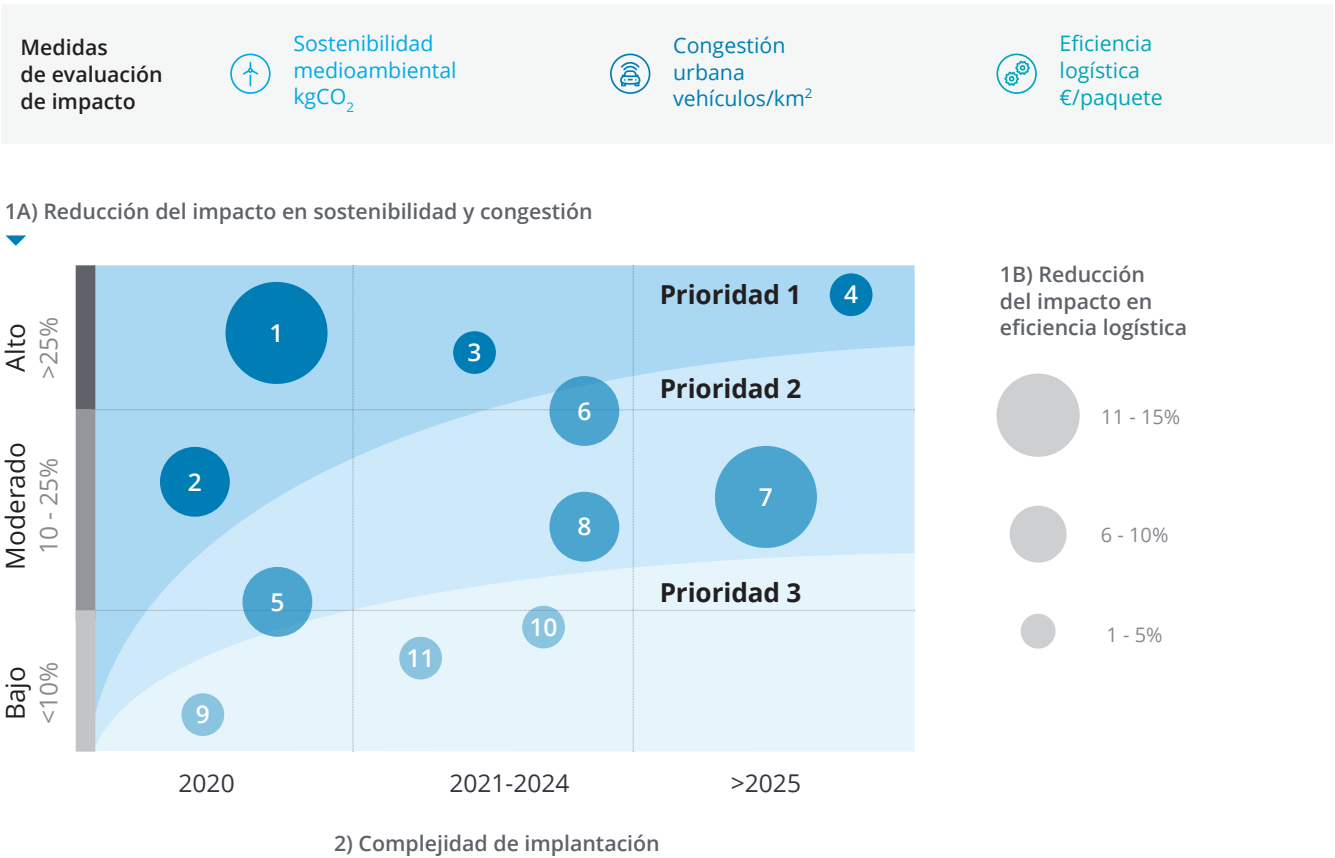 Medidas
de evaluación
de impacto
Sostenibilidad
medioambiental
kgCO₂
Congestión
urbana
vehículos/km²
Eficiencia
logística
€/paquete
1A) Reducción del impacto en sostenibilidad y congestión
Alto
>25%
Moderado
10 - 25%
Bajo
<10%
Prioridad 1
Prioridad 2
Prioridad 3
1
2
3
4
5
6
7
8
9
10
11
2020
2021-2024
>2025
2) Complejidad de implantación
1B) Reducción
del impacto en
eficiencia logística
11 - 15%
6 - 10%
1 - 5%